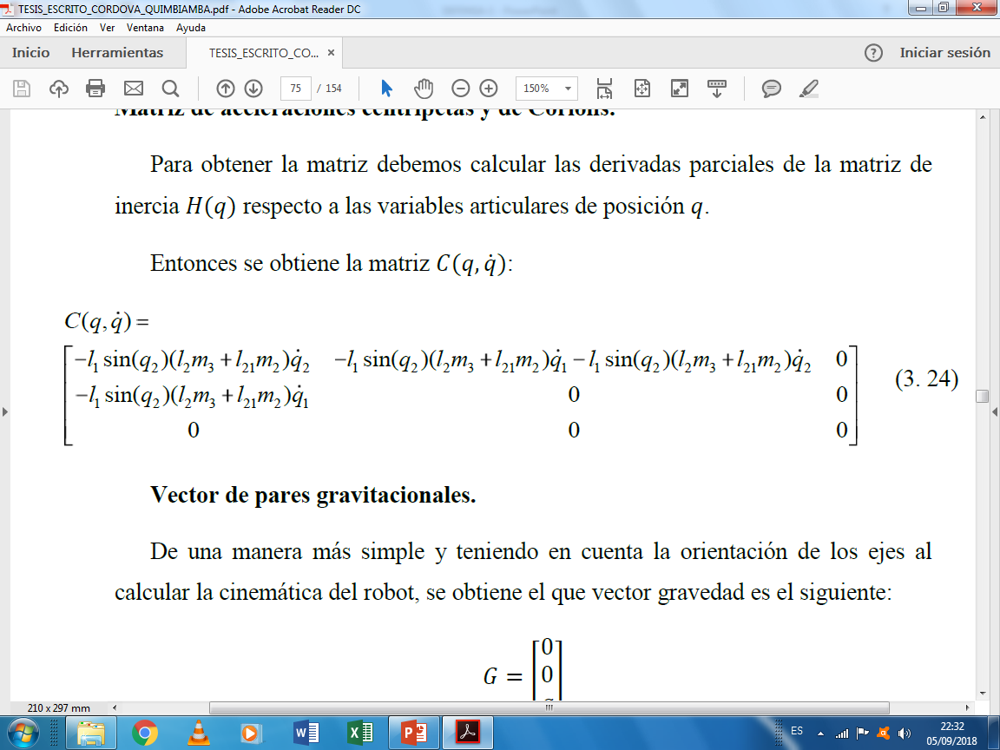 TESIS_ESCRITO_CORDOVA_QUIMBIAMBA.pdf - Adobe Acrobat Reader DC
Archivo Edición Ver Ventana Ayuda
Inicio Herramientas TESIS_ESCRITO_CO... × ? Iniciar sesión
75 / 154 150%
Matriz de aceleraciones centrípetas y de Coriolis.
Para obtener la matriz debemos calcular las derivadas parciales de la matriz de
inercia H(q) respecto a las variables articulares de posición q.
Entonces se obtiene la matriz C(q, q̇):
C(q, q̇) =
[−l₁ sin(q₂)(l₂m₃ + l₂₁m₂)q̇₂ −l₁ sin(q₂)(l₂m₃ + l₂₁m₂)q̇₁ − l₁ sin(q₂)(l₂m₃ + l₂₁m₂)q̇₂ 0
−l₁ sin(q₂)(l₂m₃ + l₂₁m₂)q̇₁ 0 0
0 0 0] (3. 24)
Vector de pares gravitacionales.
De una manera más simple y teniendo en cuenta la orientación de los ejes al
calcular la cinemática del robot, se obtiene el que vector gravedad es el siguiente:
G = [0
0
210 x 297 mm
ES 22:32
05/09/2018